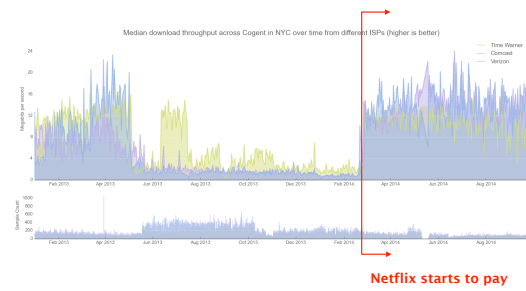 Median download throughput across Cogent in NYC over time from different ISPs (higher is better)
Time Warner
Comcast
Verizon
Megabits per second
24
20
16
12
8
4
0
Feb 2013 Apr 2013 Jun 2013 Aug 2013 Oct 2013 Dec 2013 Feb 2014 Apr 2014 Jun 2014 Aug 2014
Sample Count
1000
800
600
400
200
0
Feb 2013 Apr 2013 Jun 2013 Aug 2013 Oct 2013 Dec 2013 Feb 2014 Apr 2014 Jun 2014 Aug 2014
Netflix starts to pay